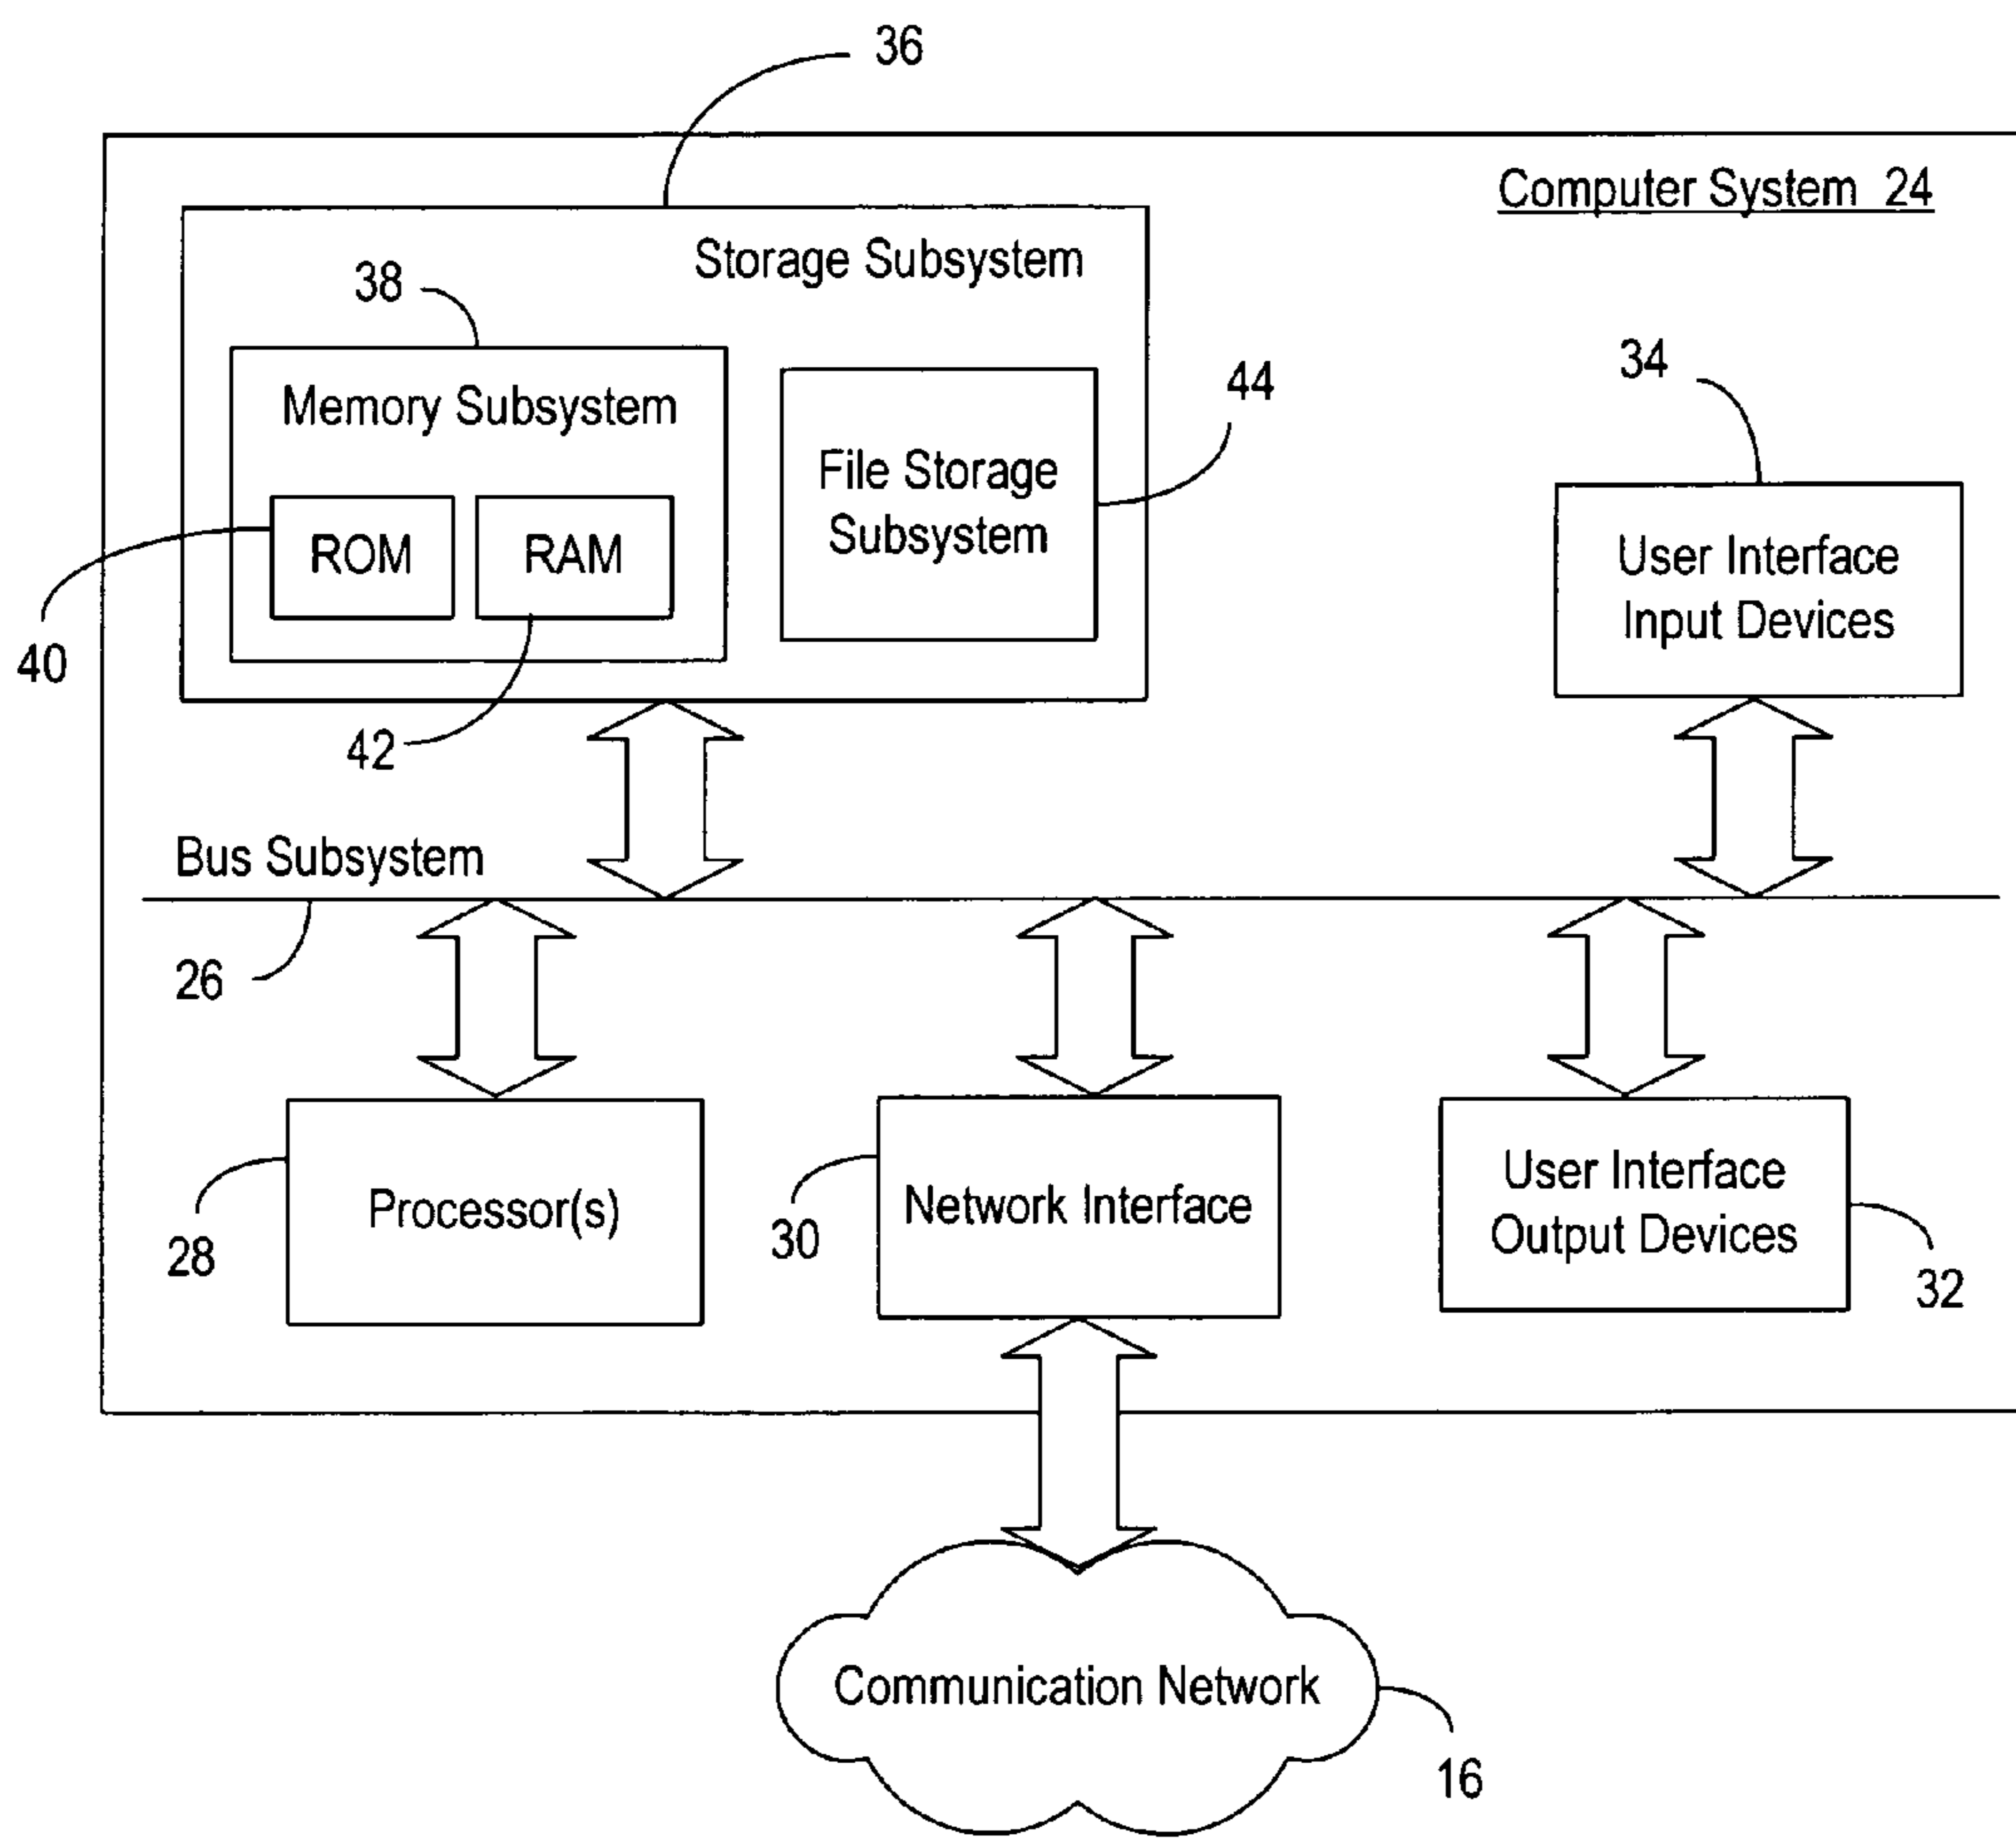 36
Computer System 24
Storage Subsystem
38
Memory Subsystem
44
34
File Storage
Subsystem
ROM
RAM
User Interface
Input Devices
40
42
Bus Subsystem
26
Processor(s)
28
Network Interface
30
User Interface
Output Devices
32
Communication Network
16